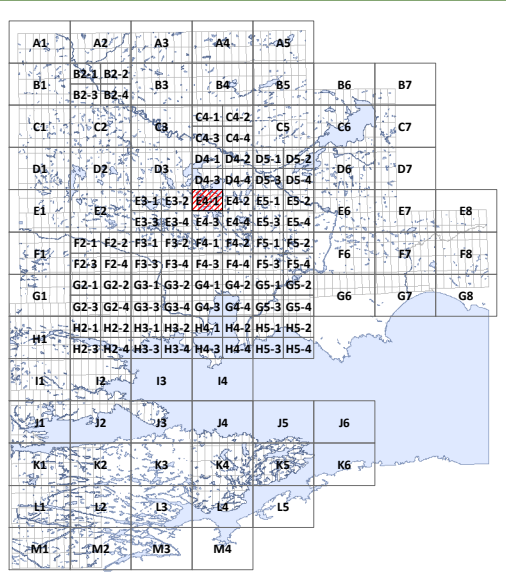 A1 A2 A3 A4 A5
B2-1 B2-2
B1 B3 B4 B5 B6 B7
B2-3 B2-4
C4-1 C4-2
C1 C2 C3 C5 C6 C7
C4-3 C4-4
D4-1 D4-2 D5-1 D5-2
D1 D2 D3 D6 D7
D4-3 D4-4 D5-3 D5-4
E3-1 E3-2 E4-1 E4-2 E5-1 E5-2
E1 E2 E6 E7 E8
E3-3 E3-4 E4-3 E4-4 E5-3 E5-4
F2-1 F2-2 F3-1 F3-2 F4-1 F4-2 F5-1 F5-2
F1 F6 F7 F8
F2-3 F2-4 F3-3 F3-4 F4-3 F4-4 F5-3 F5-4
G2-1 G2-2 G3-1 G3-2 G4-1 G4-2 G5-1 G5-2
G1 G6 G7 G8
G2-3 G2-4 G3-3 G3-4 G4-3 G4-4 G5-3 G5-4
H2-1 H2-2 H3-1 H3-2 H4-1 H4-2 H5-1 H5-2
H1
H2-3 H2-4 H3-3 H3-4 H4-3 H4-4 H5-3 H5-4
I1 I2 I3 I4
J1 J2 J3 J4 J5 J6
K1 K2 K3 K4 K5 K6
L1 L2 L3 L4 L5
M1 M2 M3 M4